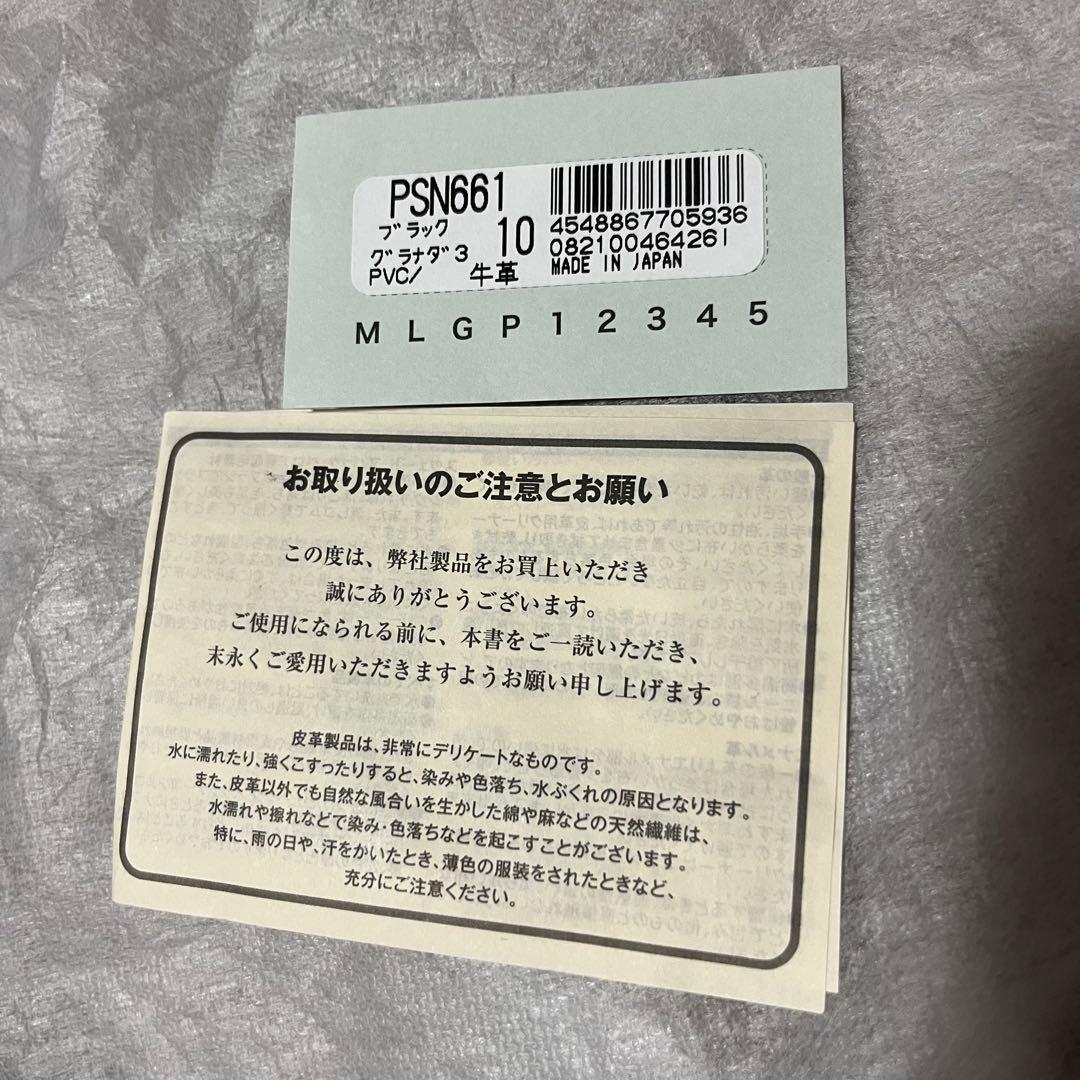 PSN661
ブラック 10
グラナダ3
PVC/ 牛革
4548867705936
082100464261
MADE IN JAPAN
M L G P 1 2 3 4 5
お取り扱いのご注意とお願い
この度は、弊社製品をお買上いただき
誠にありがとうございます。
ご使用になられる前に、本書をご一読いただき、
末永くご愛用いただきますようお願い申し上げます。
皮革製品は、非常にデリケートなものです。
水に濡れたり、強くこすったりすると、染みや色落ち、水ぶくれの原因となります。
また、皮革以外でも自然な風合いを生かした綿や麻などの天然繊維は、
水濡れや擦れなどで染み・色落ちなどを起こすことがございます。
特に、雨の日や、汗をかいたとき、薄色の服装をされたときなど、
充分にご注意ください。